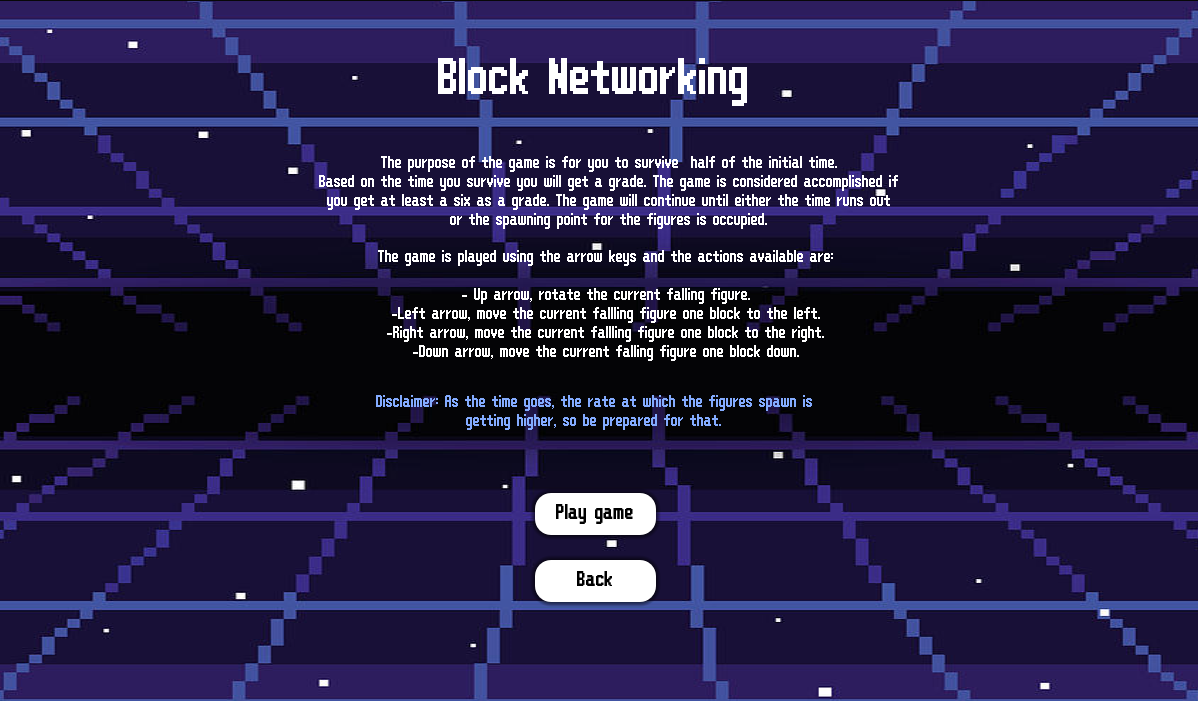 Block Networking
The purpose of the game is for you to survive  half of the initial time.
Based on the time you survive you will get a grade. The game is considered accomplished if
you get at least a six as a grade. The game will continue until either the time runs out
or the spawning point for the figures is occupied.
The game is played using the arrow keys and the actions available are:
- Up arrow, rotate the current falling figure.
-Left arrow, move the current fallling figure one block to the left.
-Right arrow, move the current fallling figure one block to the right.
-Down arrow, move the current falling figure one block down.
Disclaimer: As the time goes, the rate at which the figures spawn is
getting higher, so be prepared for that.
Play game
Back